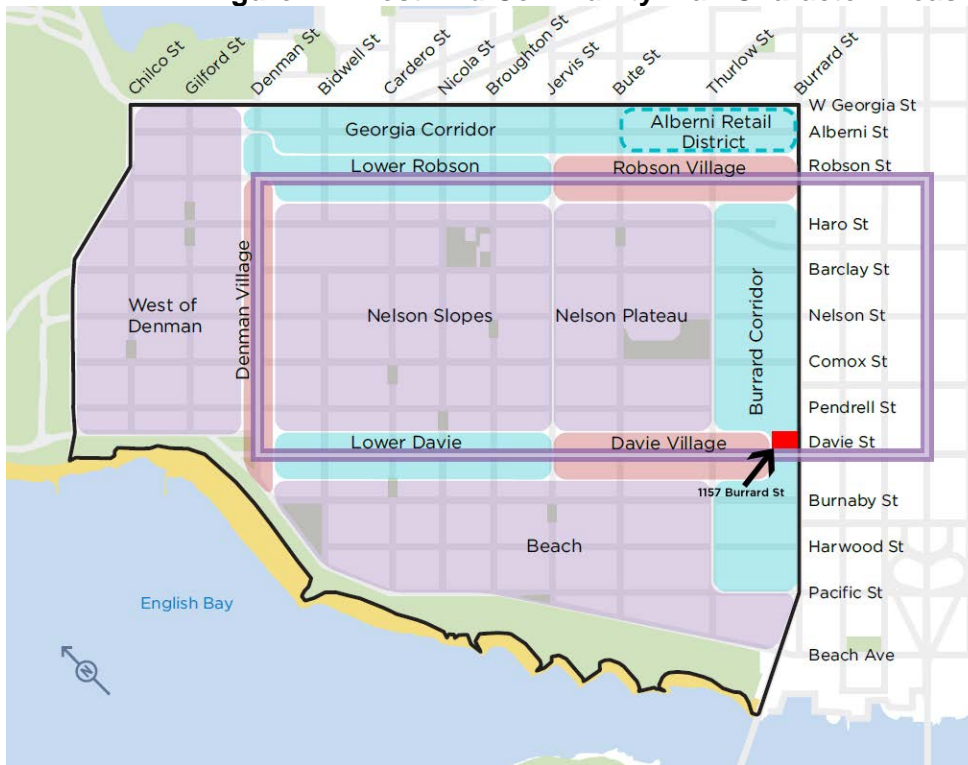 Chilco St
Gilford St
Denman St
Bidwell St
Cardero St
Nicola St
Broughton St
Jervis St
Bute St
Thurlow St
Burrard St
W Georgia St
Georgia Corridor
Alberni Retail
District
Alberni St
Lower Robson
Robson Village
Robson St
Haro St
Barclay St
Denman Village
West of
Denman
Nelson Slopes
Nelson Plateau
Burrard Corridor
Nelson St
Comox St
Pendrell St
Lower Davie
Davie Village
Davie St
1157 Burrard St
Burnaby St
Beach
Harwood St
Pacific St
English Bay
Beach Ave
N